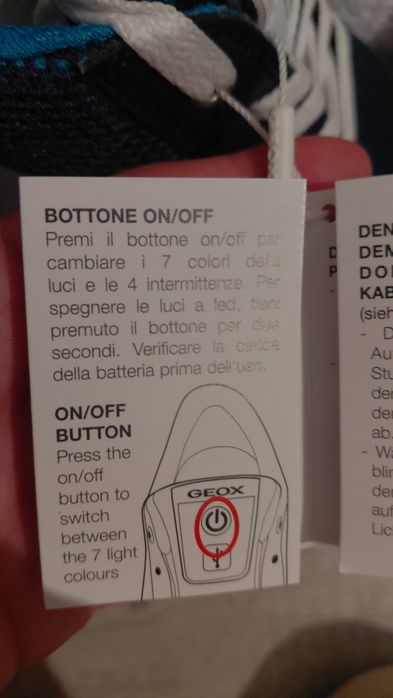 BOTTONE ON/OFF
Premi il bottone on/off per
cambiare i 7 colori delle
luci e le 4 intermittenze. Per
spegnere le luci a led, tieni
premuto il bottone per due
secondi. Verificare la carica
della batteria prima dell'uso.
ON/OFF
BUTTON
Press the
on/off
button to
switch
between
the 7 light
colours
GEOX
D
P
-
-
DEN
DEM
DO
KAB
(sieh
- D
Au
Stu
der
der
ab.
- Wa
blin
der
auf
Lic